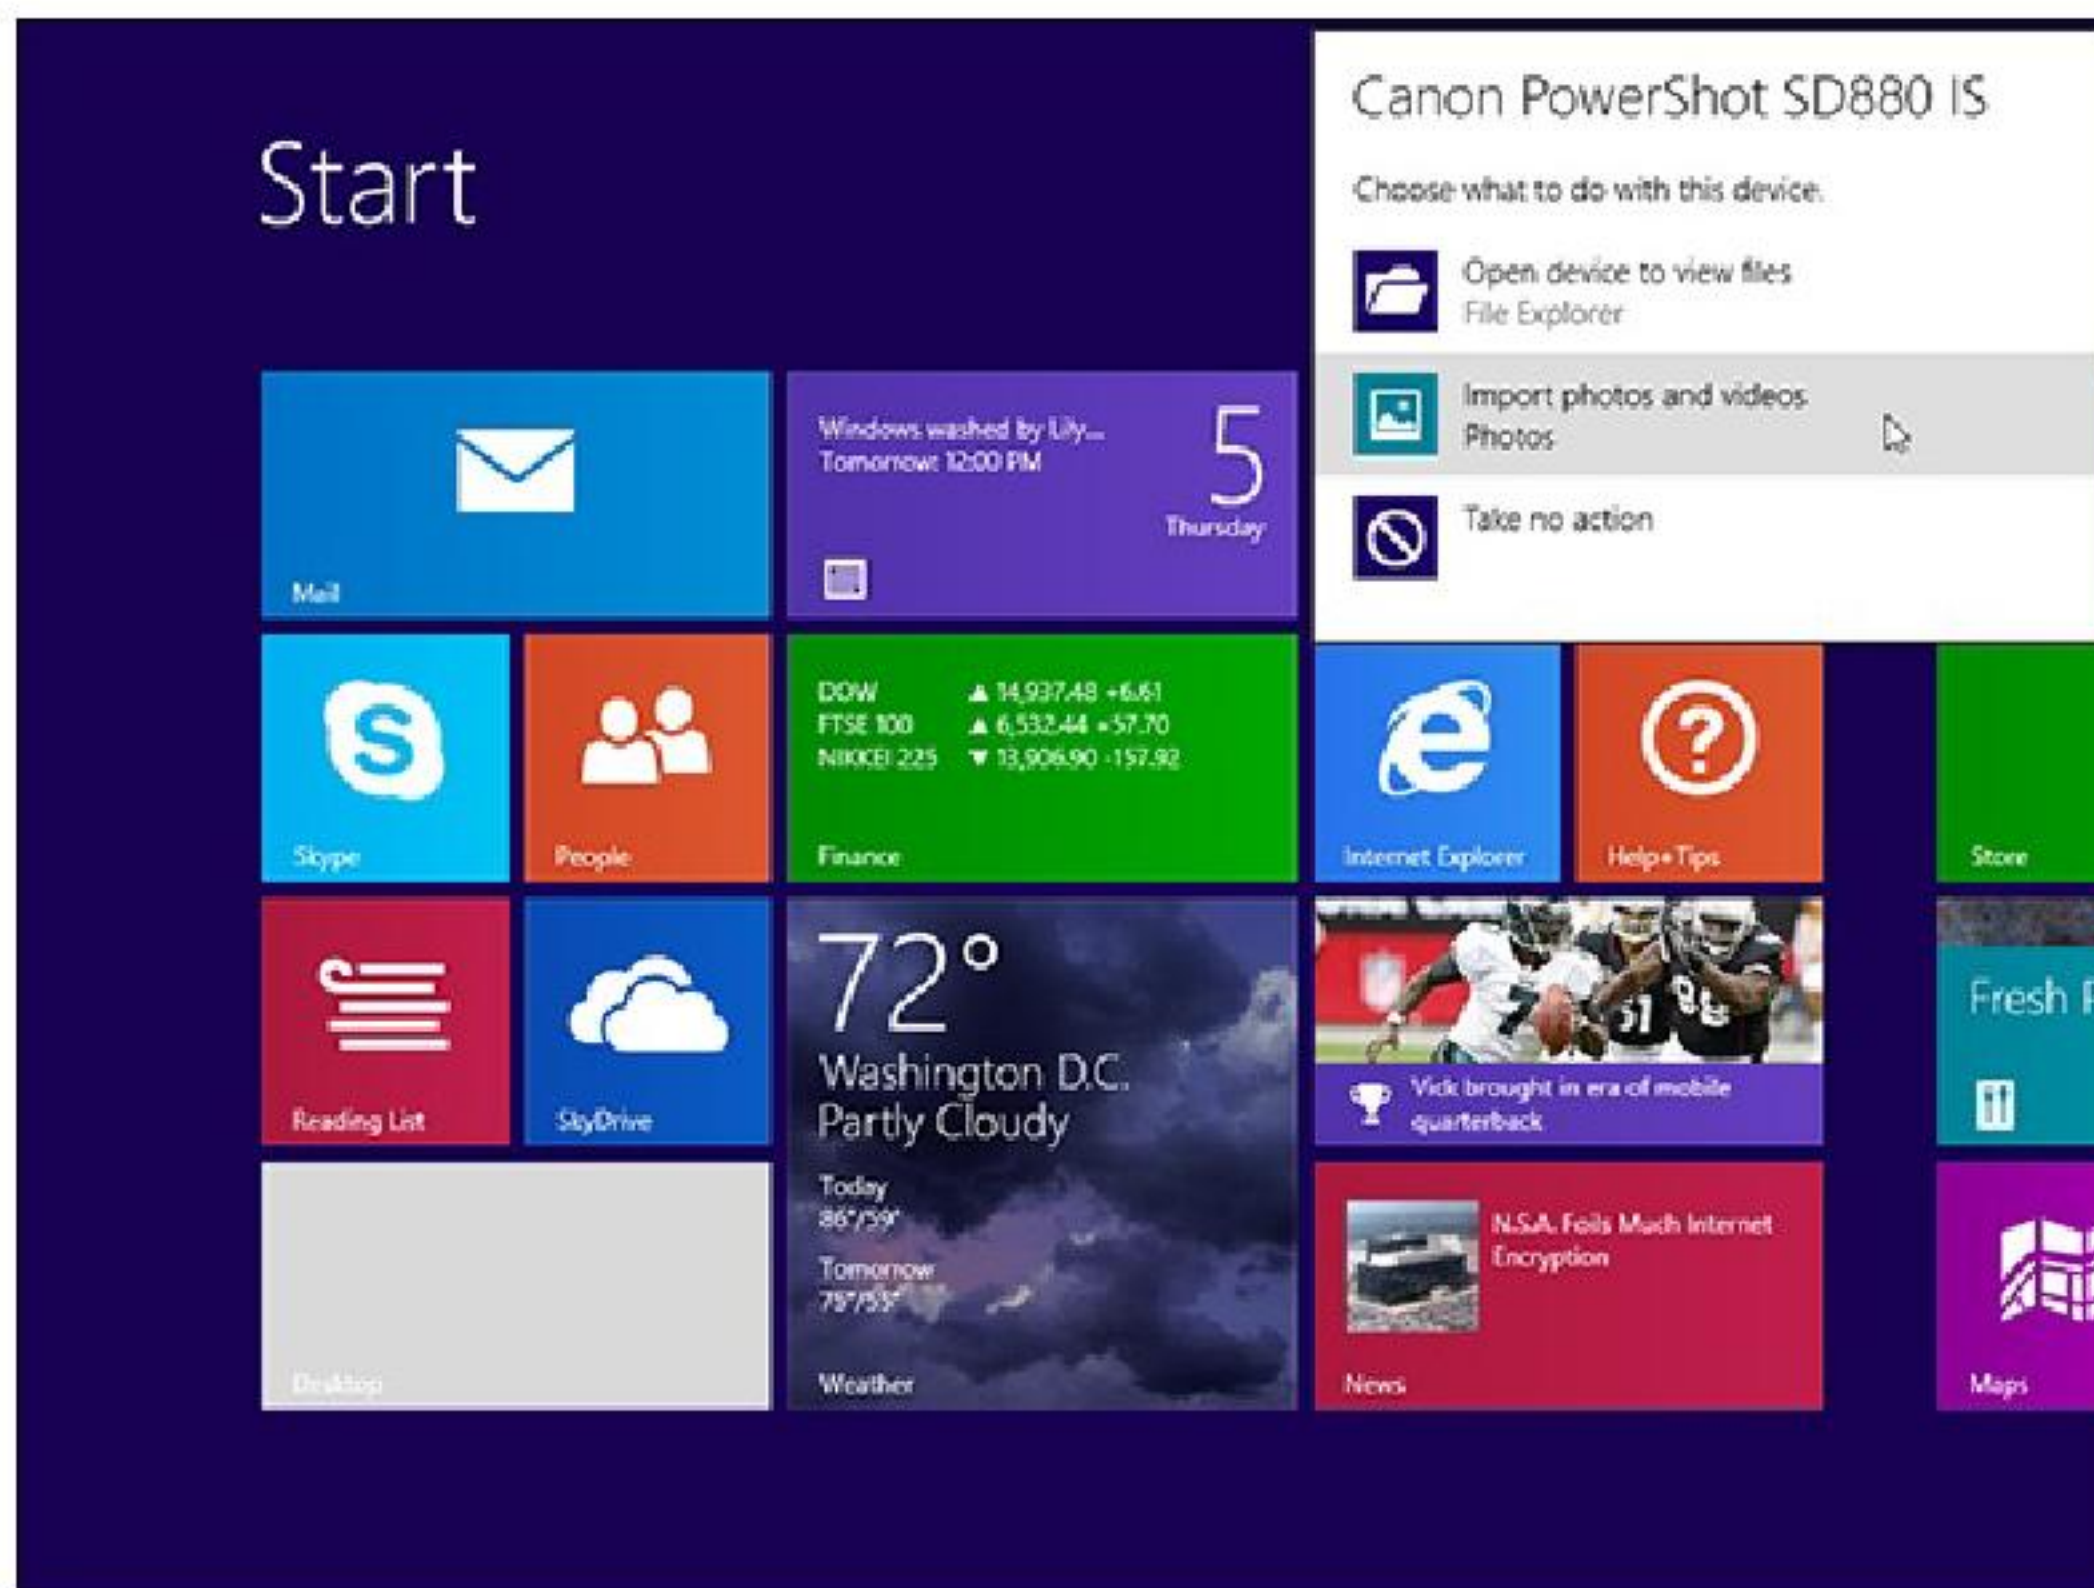 Start
Canon PowerShot SD880 IS
Choose what to do with this device.
Open device to view files
File Explorer
Import photos and videos
Photos
Take no action
Mail
Windows washed by Lily...
Tomorrow: 12:00 PM
5
Thursday
Skype
People
DOW ▲ 14,937.48 +6.61
FTSE 100 ▲ 6,532.44 +57.70
NIKKEI 225 ▼ 13,906.90 -157.92
Finance
Internet Explorer
Help+Tips
Store
Reading List
SkyDrive
72°
Washington D.C.
Partly Cloudy
Today
86°/59°
Tomorrow
Weather
7
51
98
Vick brought in era of mobile
quarterback
Fresh
Desktop
N.S.A. Foils Much Internet
Encryption
News
Maps